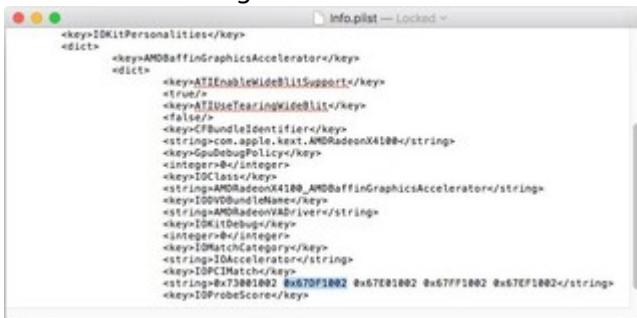 Info.plist — Locked
<key>IOKitPersonalities</key>
<dict>
<key>AMDBaffinGraphicsAccelerator</key>
<dict>
<key>ATIEnableWideBlitSupport</key>
<true/>
<key>ATIUseTearingWideBlit</key>
<false/>
<key>CFBundleIdentifier</key>
<string>com.apple.kext.AMDRadeonX4100</string>
<key>GpuDebugPolicy</key>
<integer>0</integer>
<key>IOClass</key>
<string>AMDRadeonX4100_AMDBaffinGraphicsAccelerator</string>
<key>IODVDBundleName</key>
<string>AMDRadeonVADriver</string>
<key>IOKitDebug</key>
<integer>0</integer>
<key>IOMatchCategory</key>
<string>IOAccelerator</string>
<key>IOPCIMatch</key>
<string>0x73001002 0x67DF1002 0x67E01002 0x67FF1002 0x67EF1002</string>
<key>IOProbeScore</key>